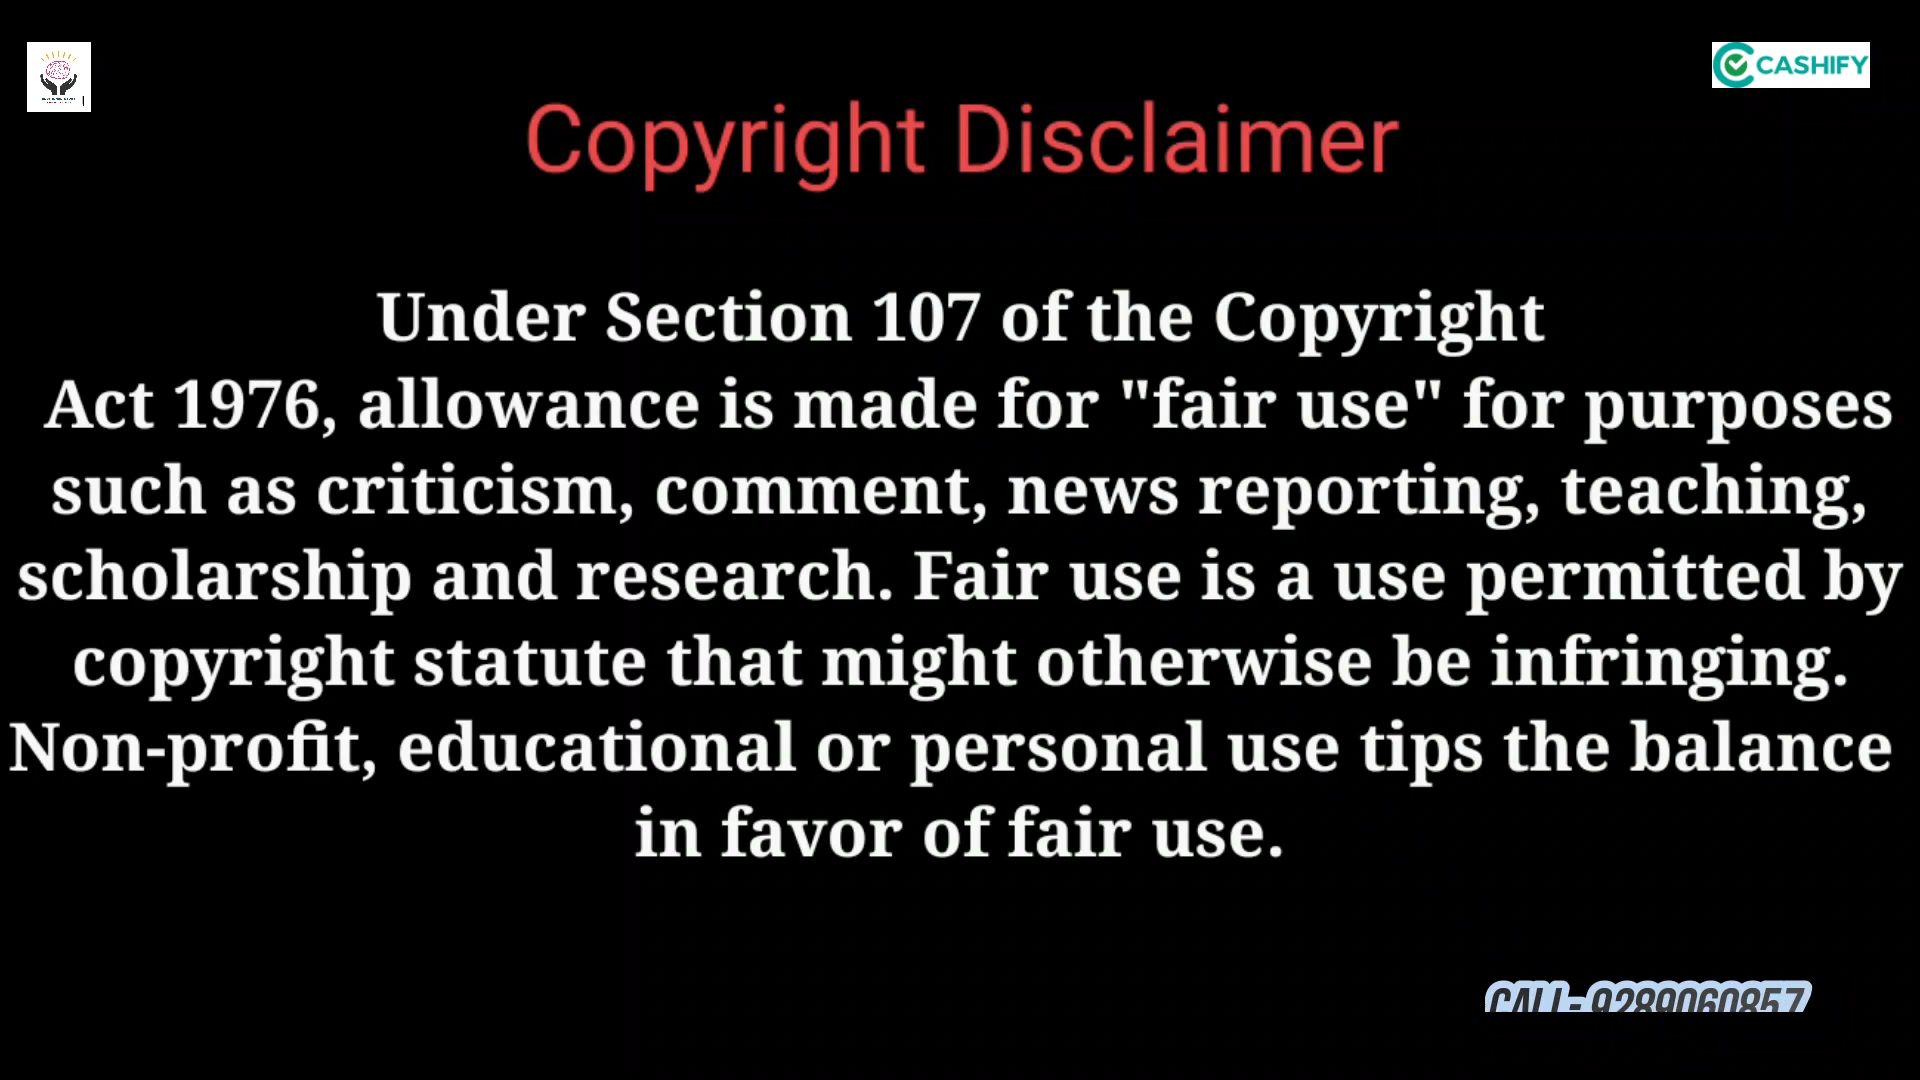 CASHIFY
Copyright Disclaimer
Under Section 107 of the Copyright
Act 1976, allowance is made for "fair use" for purposes
such as criticism, comment, news reporting, teaching,
scholarship and research. Fair use is a use permitted by
copyright statute that might otherwise be infringing.
Non-profit, educational or personal use tips the balance
in favor of fair use.
CALL:- 9289060857